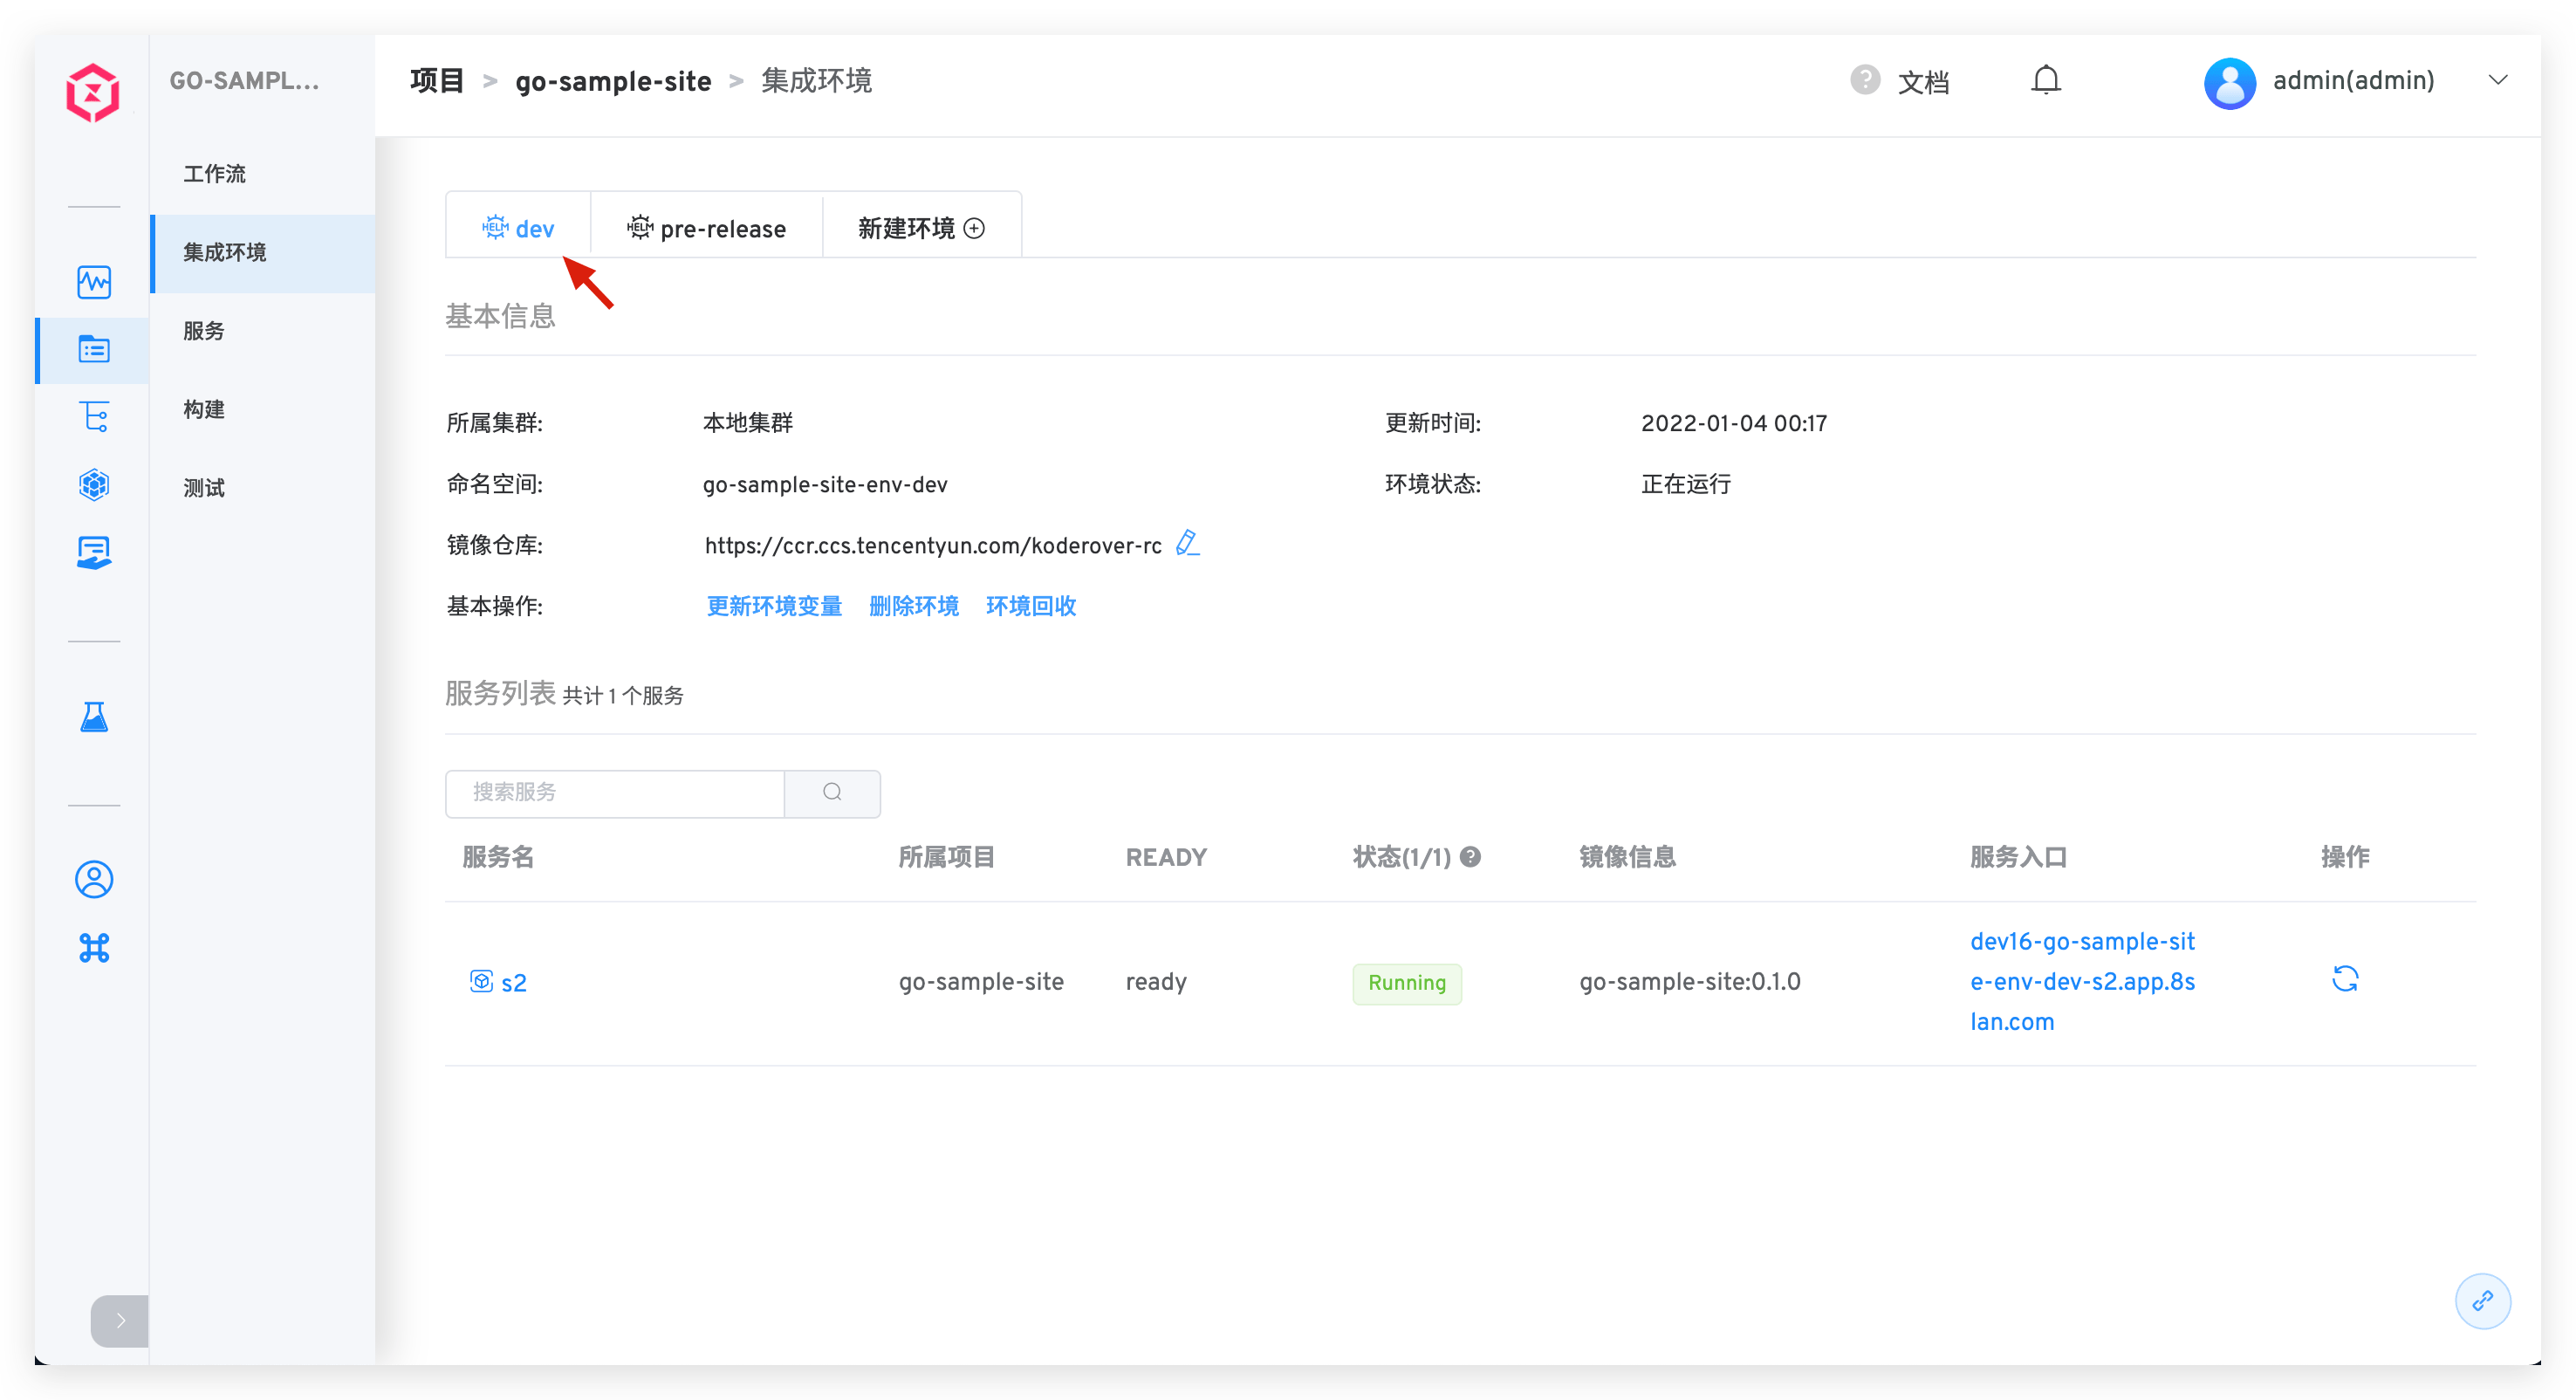 GO-SAMPL...
项目 > go-sample-site > 集成环境
? 文档
admin(admin)
工作流
集成环境
服务
构建
测试
HELM dev
HELM pre-release
新建环境
基本信息
所属集群: 本地集群
更新时间: 2022-01-04 00:17
命名空间: go-sample-site-env-dev
环境状态: 正在运行
镜像仓库: https://ccr.ccs.tencentyun.com/koderover-rc
基本操作: 更新环境变量 删除环境 环境回收
服务列表 共计 1 个服务
搜索服务
服务名 所属项目 READY 状态(1/1) ? 镜像信息 服务入口 操作
s2 go-sample-site ready Running go-sample-site:0.1.0
dev16-go-sample-sit
e-env-dev-s2.app.8s
lan.com